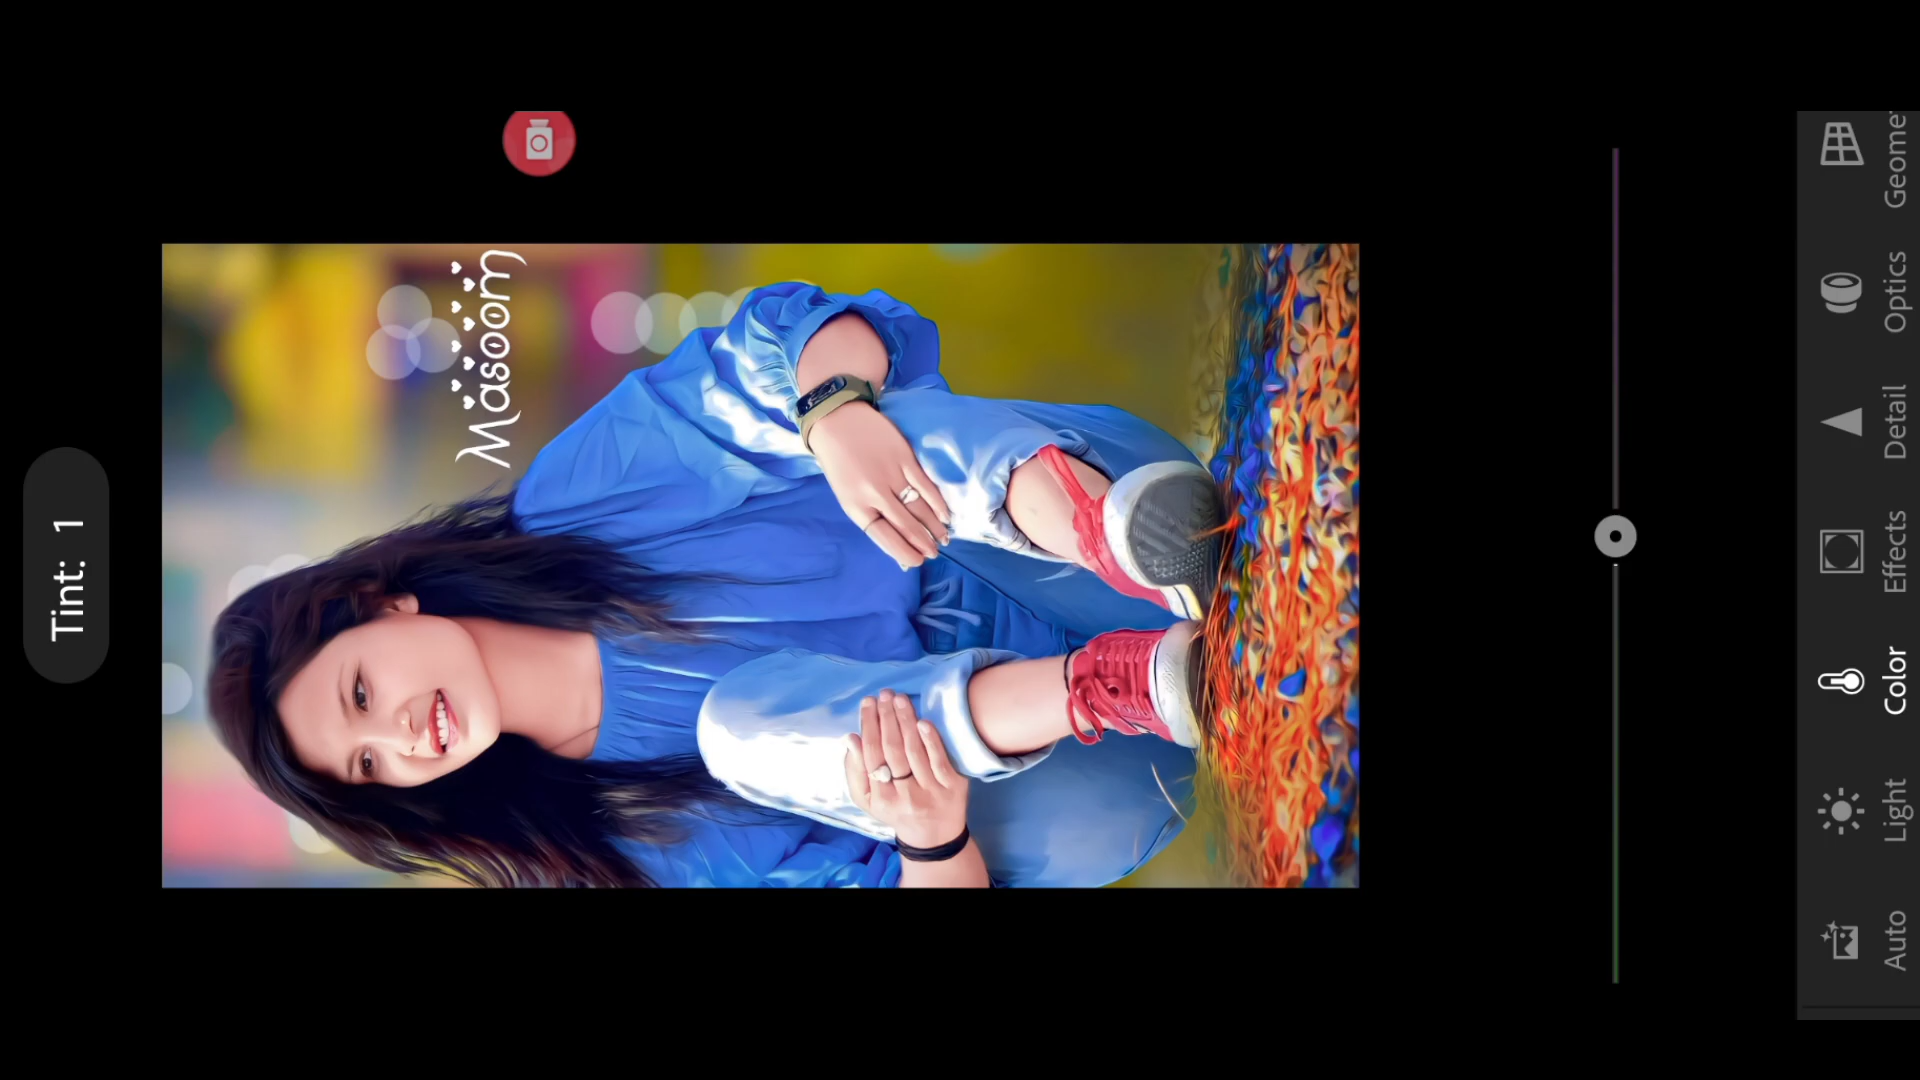 Tint: 1
Masoom
Auto
Light
Color
Effects
Detail
Optics
Geome